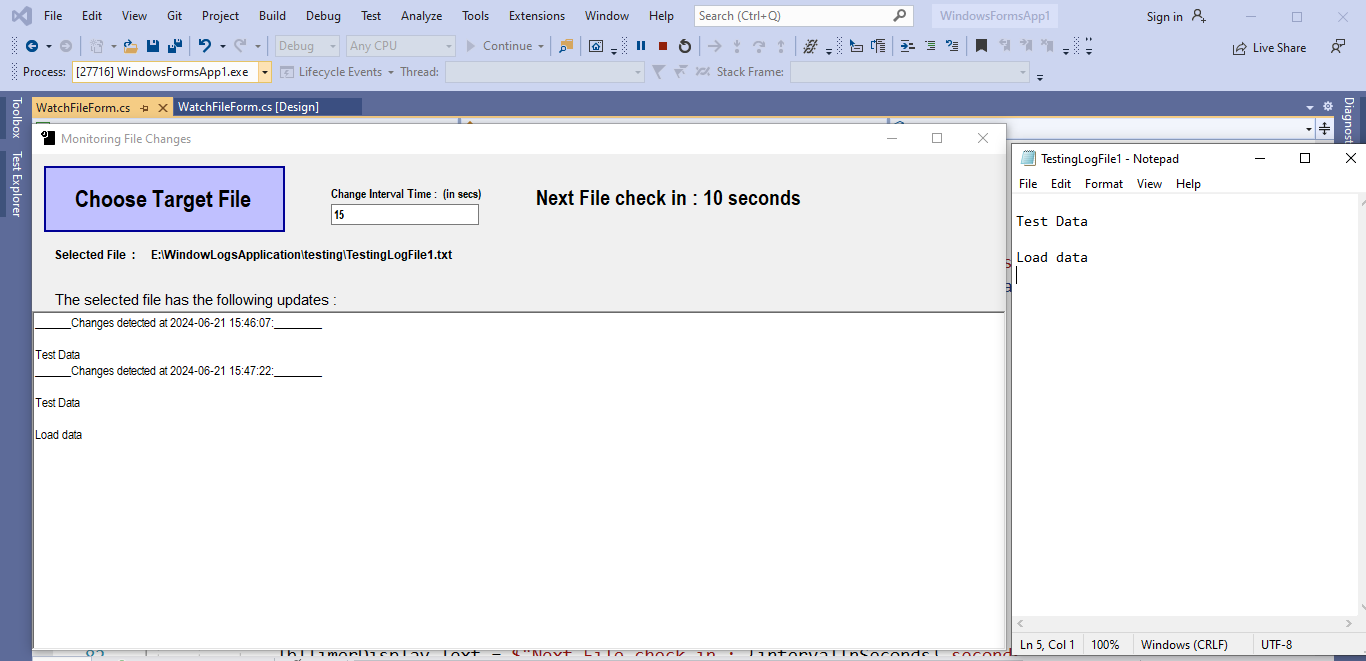 File Edit View Git Project Build Debug Test Analyze Tools Extensions Window Help Search (Ctrl+Q) WindowsFormsApp1 Sign in
Debug Any CPU Continue Live Share
Process: [27716] WindowsFormsApp1.exe Lifecycle Events Thread: Stack Frame:
WatchFileForm.cs WatchFileForm.cs [Design]
Toolbox
Test Explorer
Diagnost
Monitoring File Changes
Choose Target File
Change Interval Time : (in secs)
15
Next File check in : 10 seconds
Selected File : E:\WindowLogsApplication\testing\TestingLogFile1.txt
The selected file has the following updates :
______Changes detected at 2024-06-21 15:46:07:________
Test Data
______Changes detected at 2024-06-21 15:47:22:________
Test Data
Load data
TestingLogFile1 - Notepad
File Edit Format View Help
Test Data
Load data
Ln 5, Col 1 100% Windows (CRLF) UTF-8
82 lblTimerDisplay.Text = $"Next File check in : {intervalInSeconds} second